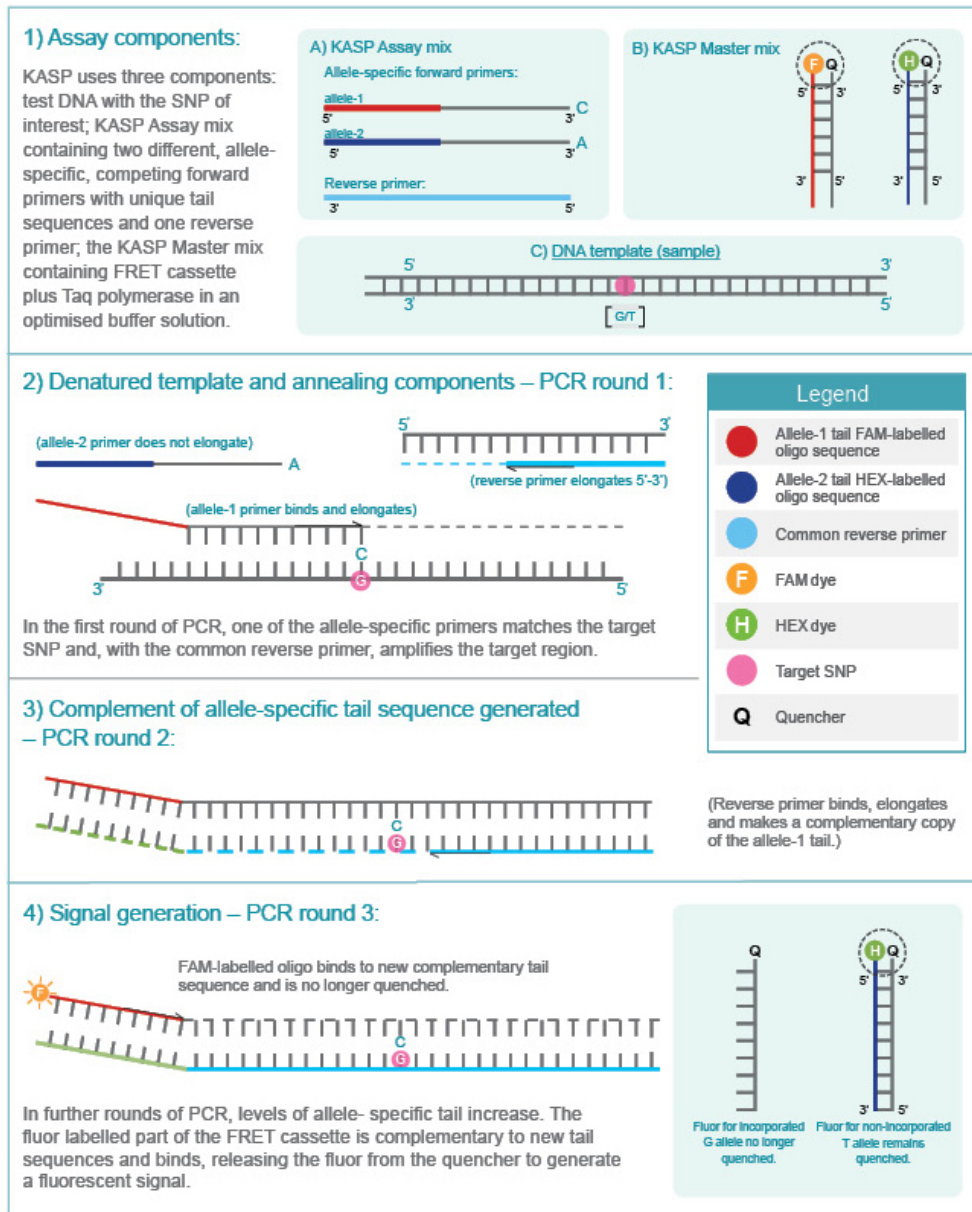 1) Assay components:
KASP uses three components:
test DNA with the SNP of
interest; KASP Assay mix
containing two different, allele-
specific, competing forward
primers with unique tail
sequences and one reverse
primer; the KASP Master mix
containing FRET cassette
plus Taq polymerase in an
optimised buffer solution.
A) KASP Assay mix
Allele-specific forward primers:
allele-1
5' 3' C
allele-2
5' 3' A
Reverse primer:
3' 5'
B) KASP Master mix
F Q H Q
5' 3' 5' 3'
3' 5' 3' 5'
C) DNA template (sample)
5' 3'
3' 5'
[G/T]
2) Denatured template and annealing components – PCR round 1:
(allele-2 primer does not elongate)
A
5' 3'
(reverse primer elongates 5'-3')
(allele-1 primer binds and elongates)
C
G
3' 5'
In the first round of PCR, one of the allele-specific primers matches the target
SNP and, with the common reverse primer, amplifies the target region.
Legend
Allele-1 tail FAM-labelled
oligo sequence
Allele-2 tail HEX-labelled
oligo sequence
Common reverse primer
F FAM dye
H HEX dye
Target SNP
Q Quencher
3) Complement of allele-specific tail sequence generated
– PCR round 2:
C
G
(Reverse primer binds, elongates
and makes a complementary copy
of the allele-1 tail.)
4) Signal generation – PCR round 3:
FAM-labelled oligo binds to new complementary tail
sequence and is no longer quenched.
F
C
G
In further rounds of PCR, levels of allele- specific tail increase. The
fluor labelled part of the FRET cassette is complementary to new tail
sequences and binds, releasing the fluor from the quencher to generate
a fluorescent signal.
Q H Q
5' 3'
3' 5'
Fluor for incorporated
G allele no longer
quenched.
Fluor for non-incorporated
T allele remains
quenched.